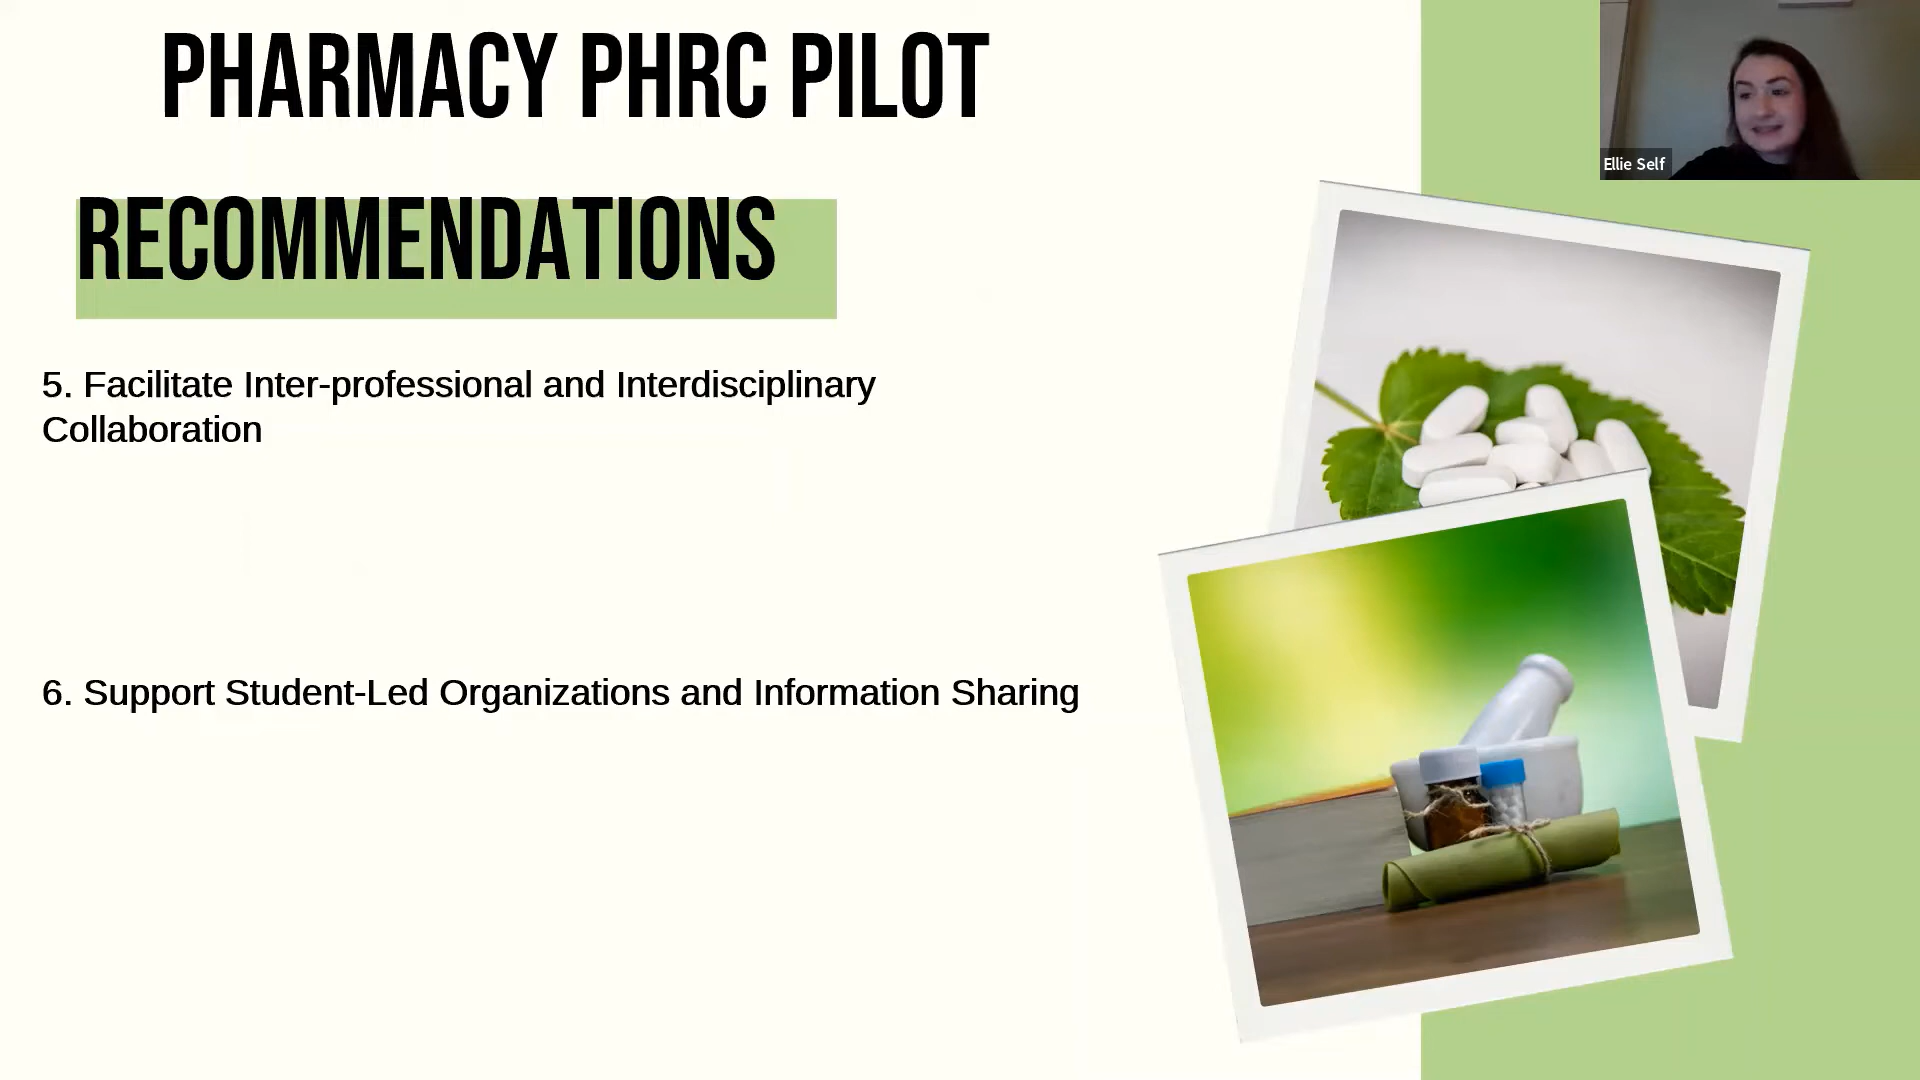 PHARMACY PHRC PILOT
RECOMMENDATIONS
Ellie Self
5. Facilitate Inter-professional and Interdisciplinary
Collaboration
6. Support Student-Led Organizations and Information Sharing